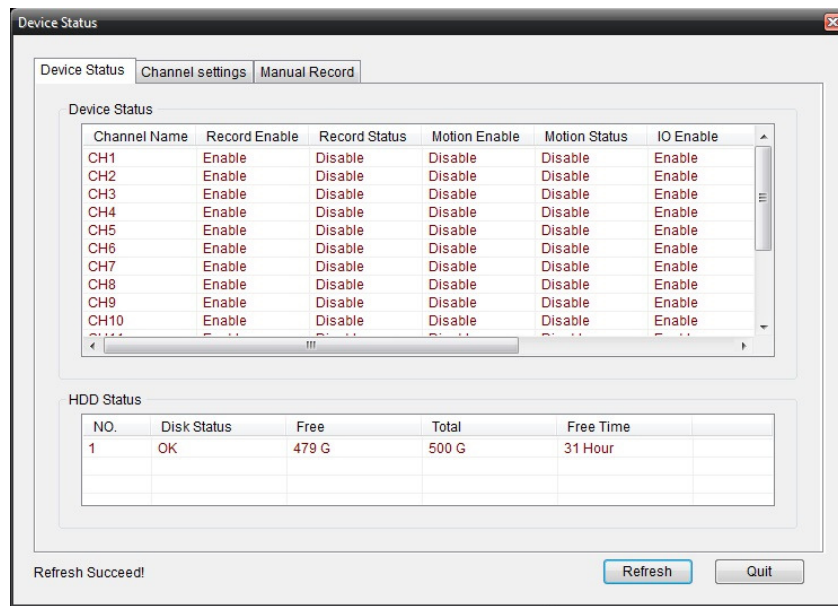 Device Status
Device Status Channel settings Manual Record
Device Status
Channel Name Record Enable Record Status Motion Enable Motion Status IO Enable
CH1 Enable Disable Disable Disable Enable
CH2 Enable Disable Disable Disable Enable
CH3 Enable Disable Disable Disable Enable
CH4 Enable Disable Disable Disable Enable
CH5 Enable Disable Disable Disable Enable
CH6 Enable Disable Disable Disable Enable
CH7 Enable Disable Disable Disable Enable
CH8 Enable Disable Disable Disable Enable
CH9 Enable Disable Disable Disable Enable
CH10 Enable Disable Disable Disable Enable
HDD Status
NO. Disk Status Free Total Free Time
1 OK 479 G 500 G 31 Hour
Refresh Succeed! Refresh Quit